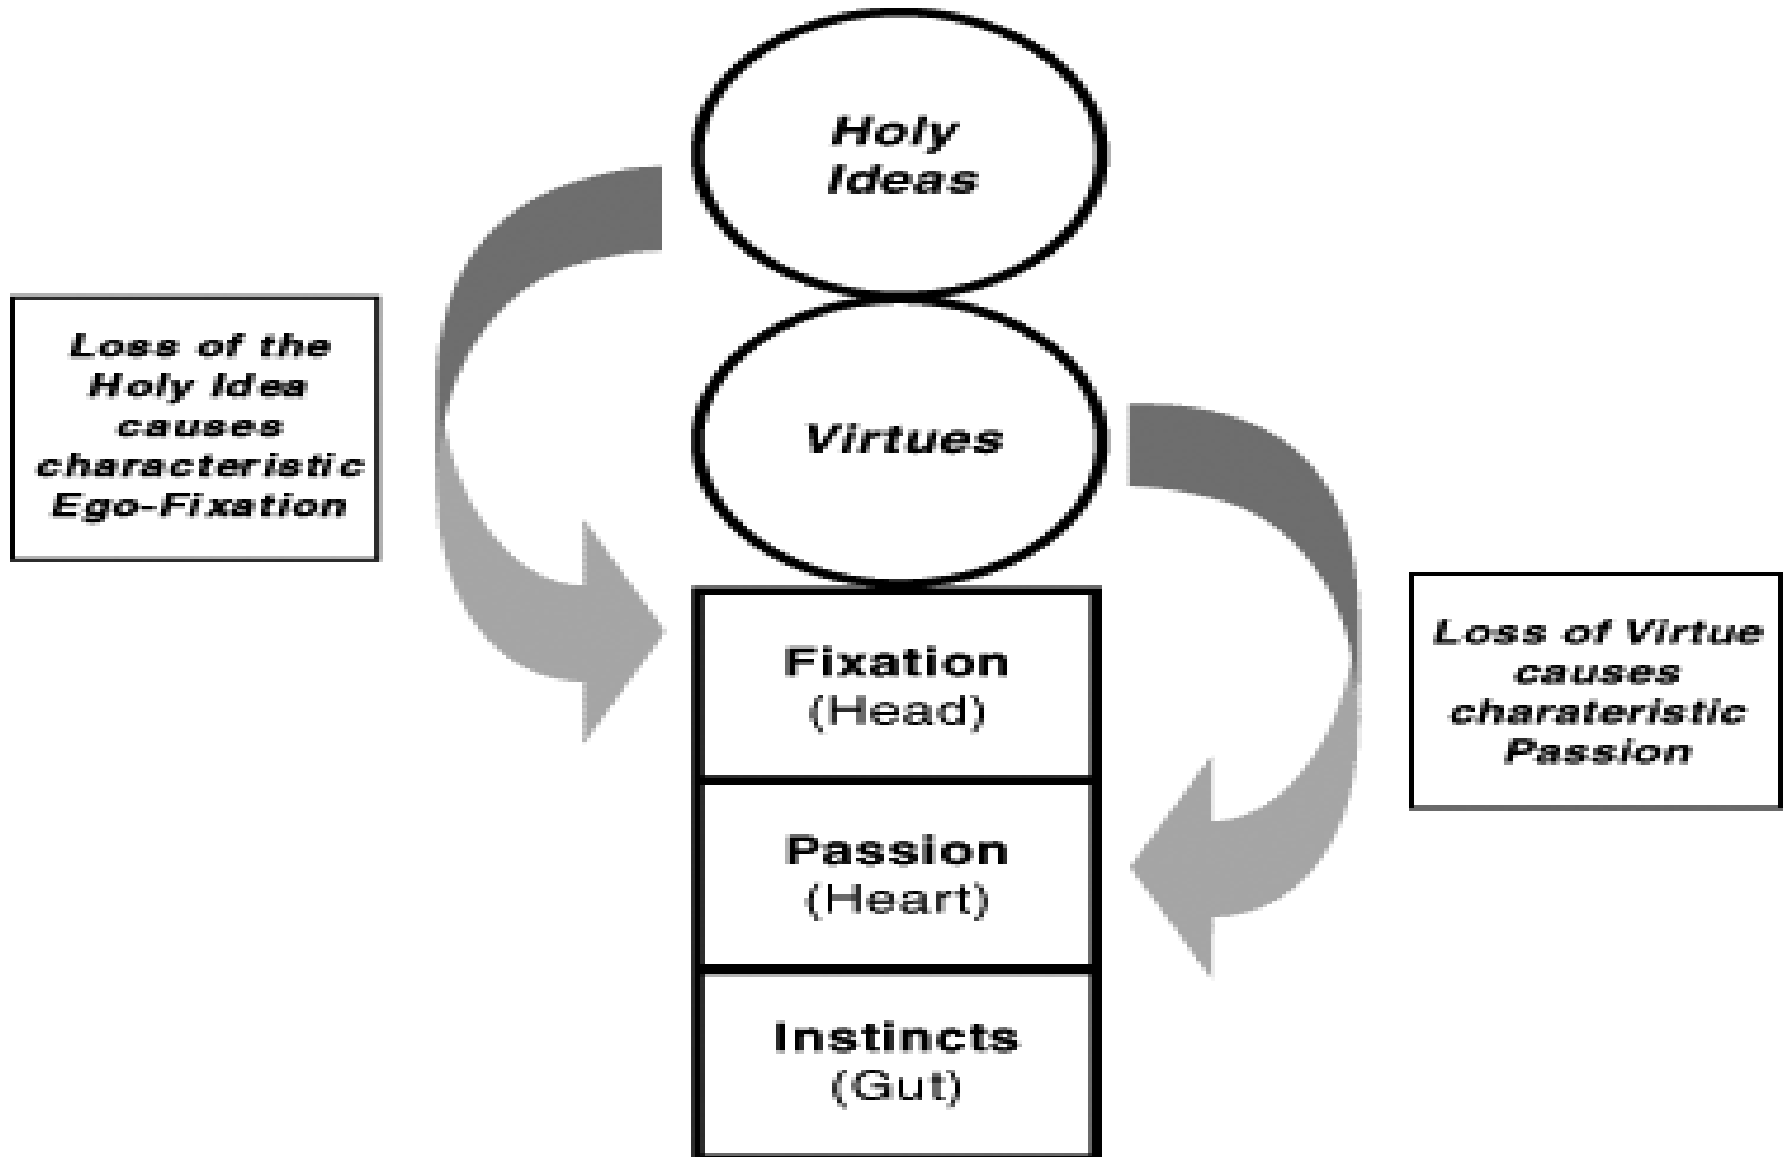 Holy
Ideas
Loss of the
Holy Idea
causes
characteristic
Ego-Fixation
Virtues
Loss of Virtue
causes
charateristic
Passion
Fixation
(Head)
Passion
(Heart)
Instincts
(Gut)